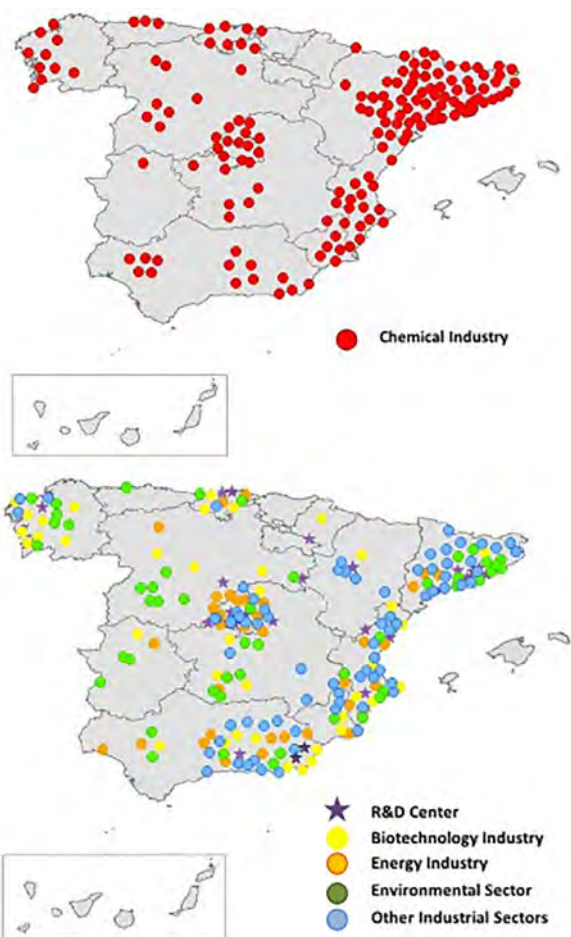 Chemical Industry
R&D Center
Biotechnology Industry
Energy Industry
Environmental Sector
Other Industrial Sectors